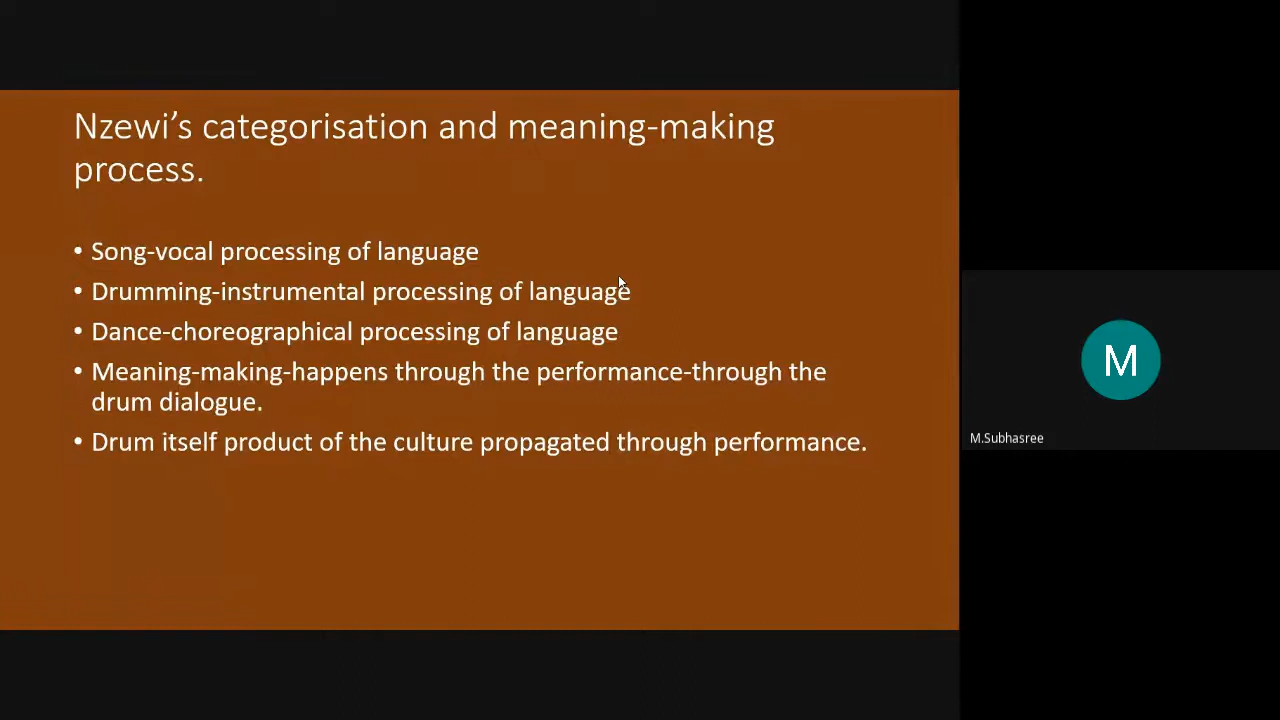 Nzewi's categorisation and meaning-making
process.
• Song-vocal processing of language
• Drumming-instrumental processing of language
• Dance-choreographical processing of language
• Meaning-making-happens through the performance-through the
drum dialogue.
• Drum itself product of the culture propagated through performance.
M
M.Subhasree